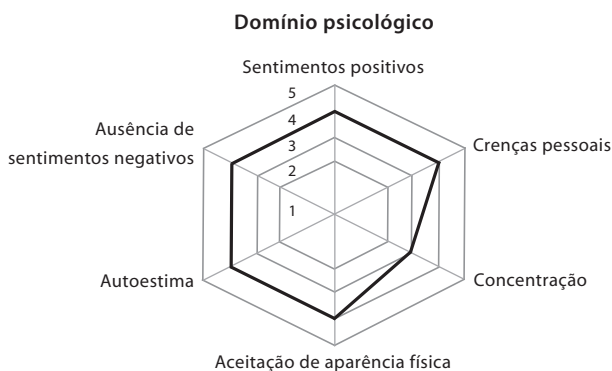 Domínio psicológico
Sentimentos positivos
5
4
3
2
1
Ausência de
sentimentos negativos
Crenças pessoais
Autoestima
Concentração
Aceitação de aparência física